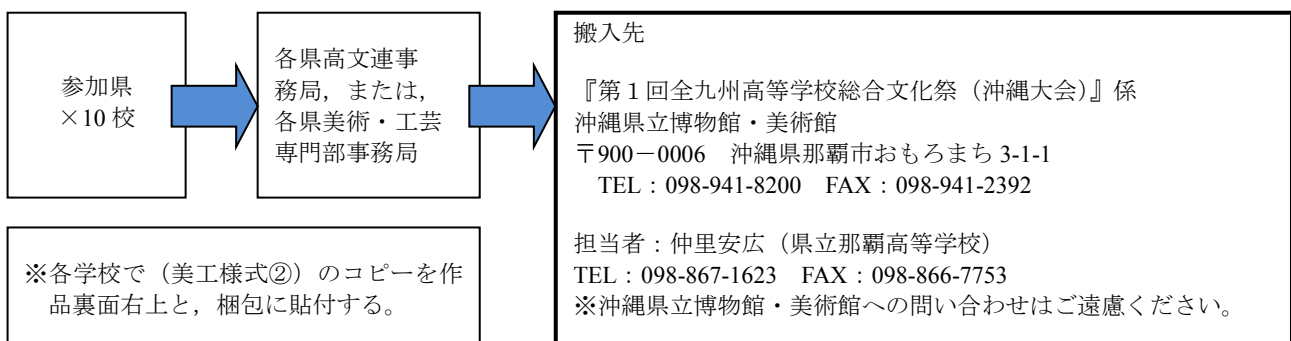 参加県
×10 校
各県高文連事
務局，または，
各県美術・工芸
専門部事務局
※各学校で（美工様式②）のコピーを作
品裏面右上と，梱包に貼付する。
搬入先
『第１回全九州高等学校総合文化祭（沖縄大会）』係
沖縄県立博物館・美術館
〒900－0006　沖縄県那覇市おもろまち 3-1-1
TEL：098-941-8200　FAX：098-941-2392
担当者：仲里安広（県立那覇高等学校）
TEL：098-867-1623　FAX：098-866-7753
※沖縄県立博物館・美術館への問い合わせはご遠慮ください。